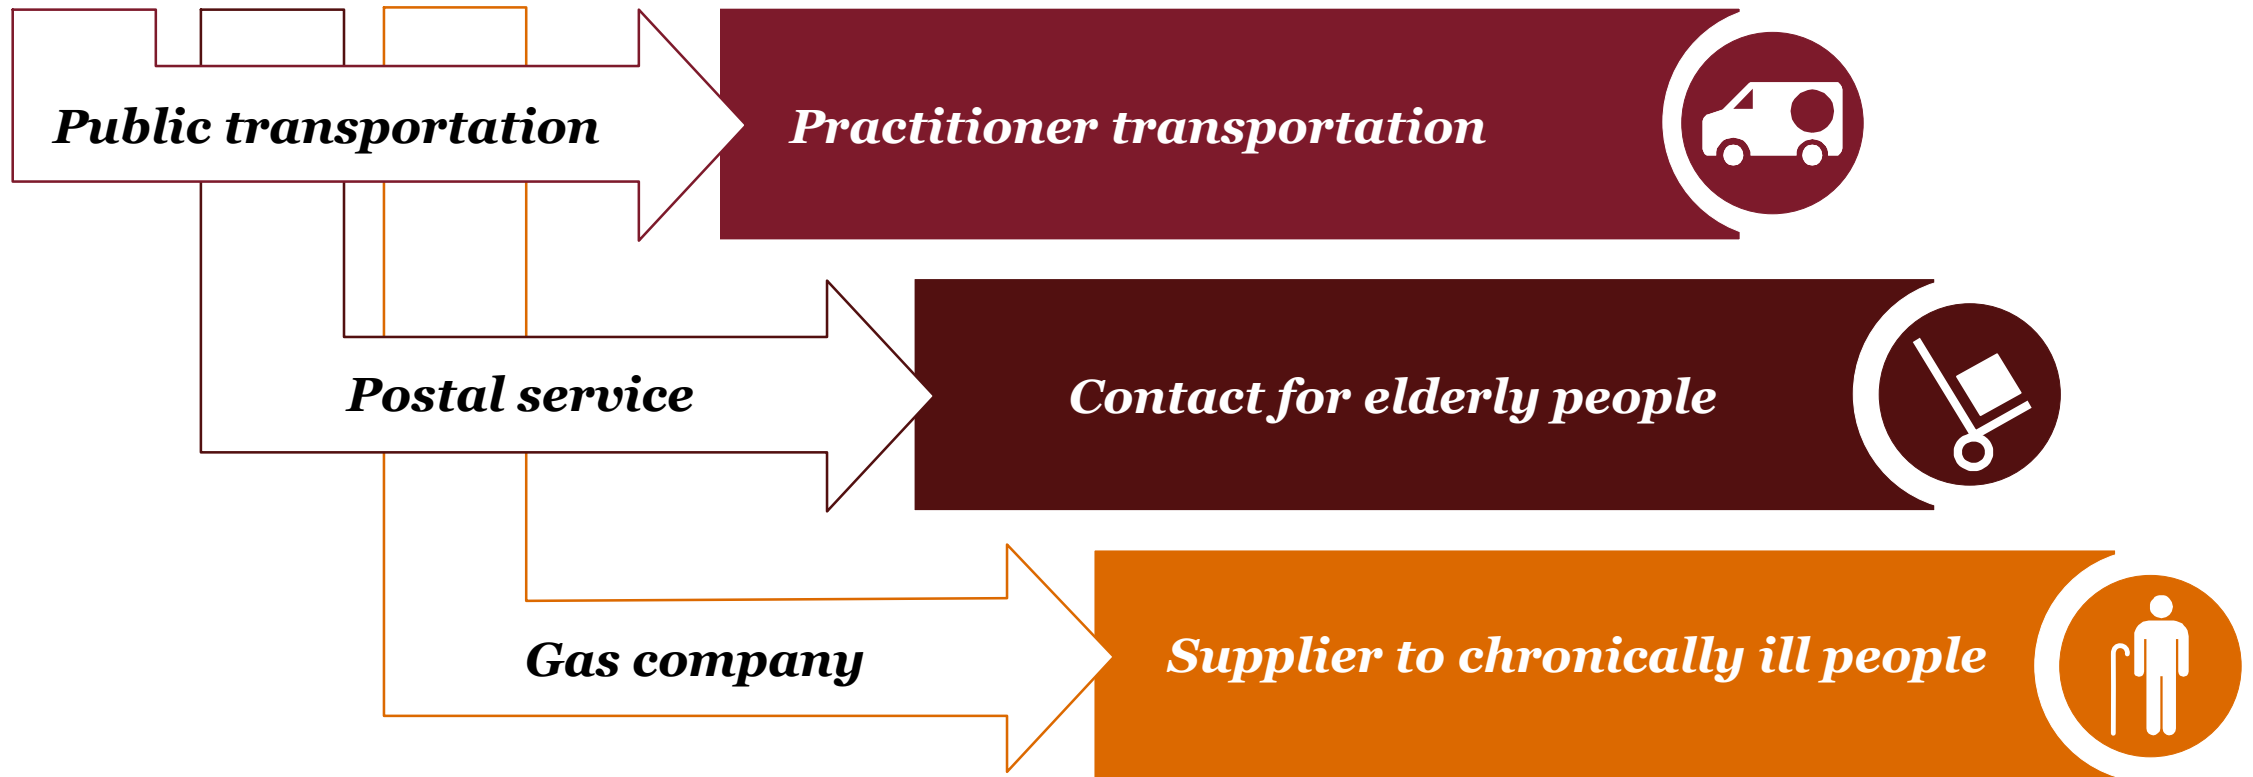 Public transportation
Practitioner transportation
Postal service
Contact for elderly people
Gas company
Supplier to chronically ill people